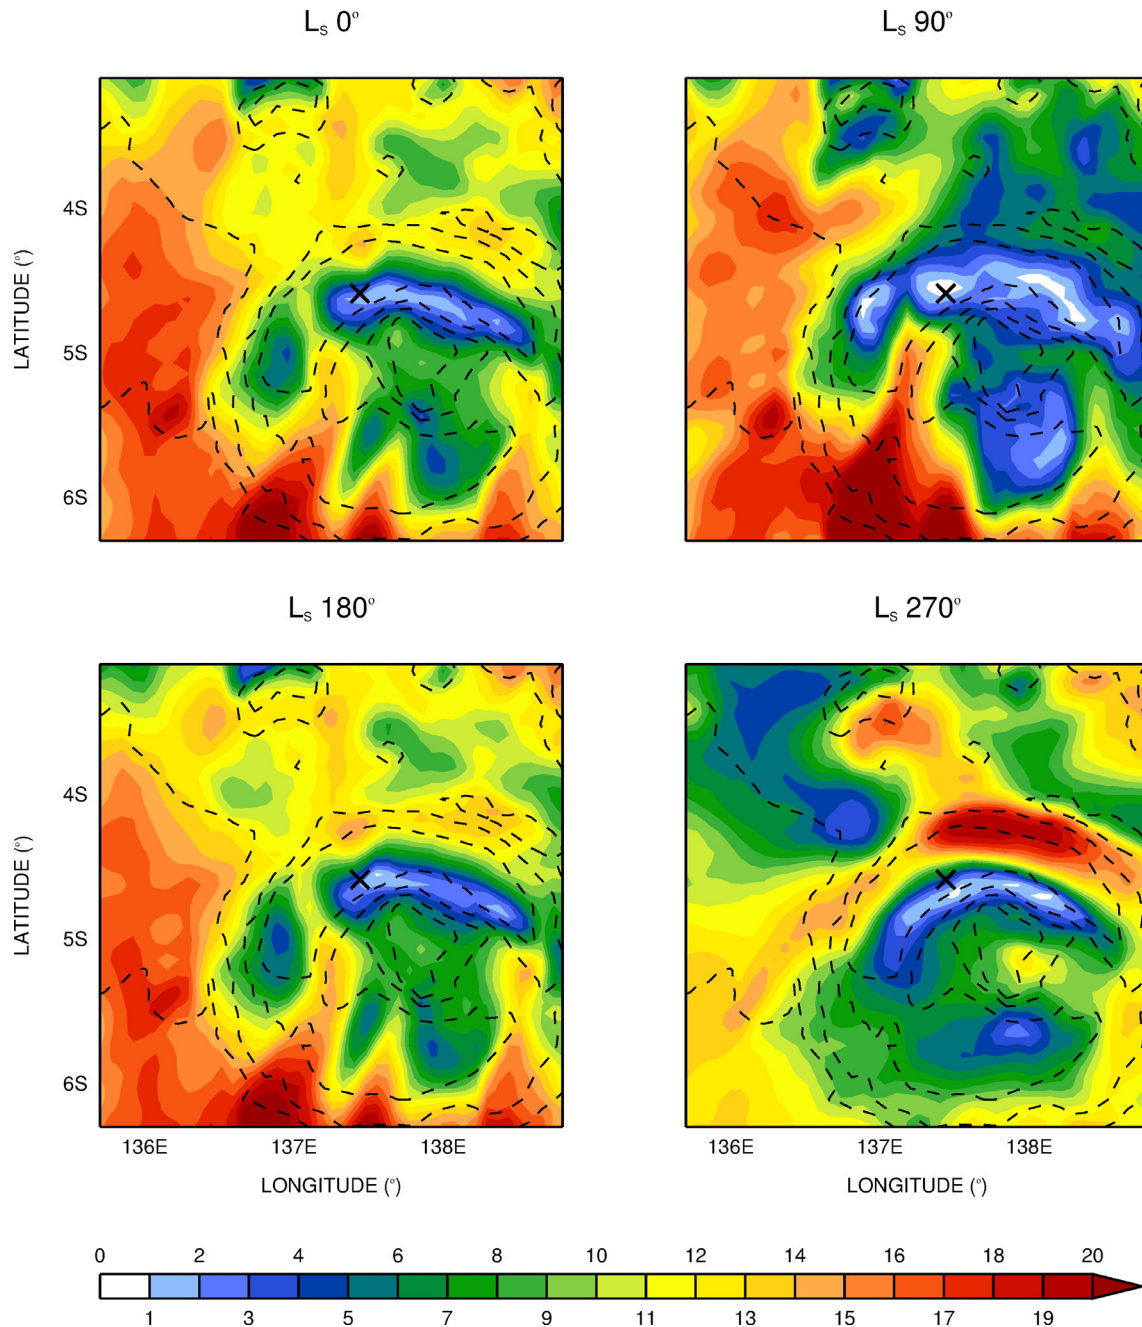 Ls 0° Ls 90°
4S
5S
6S
LATITUDE (°)
Ls 180° Ls 270°
4S
5S
6S
LATITUDE (°)
136E 137E 138E 136E 137E 138E
LONGITUDE (°) LONGITUDE (°)
0 2 4 6 8 10 12 14 16 18 20
1 3 5 7 9 11 13 15 17 19